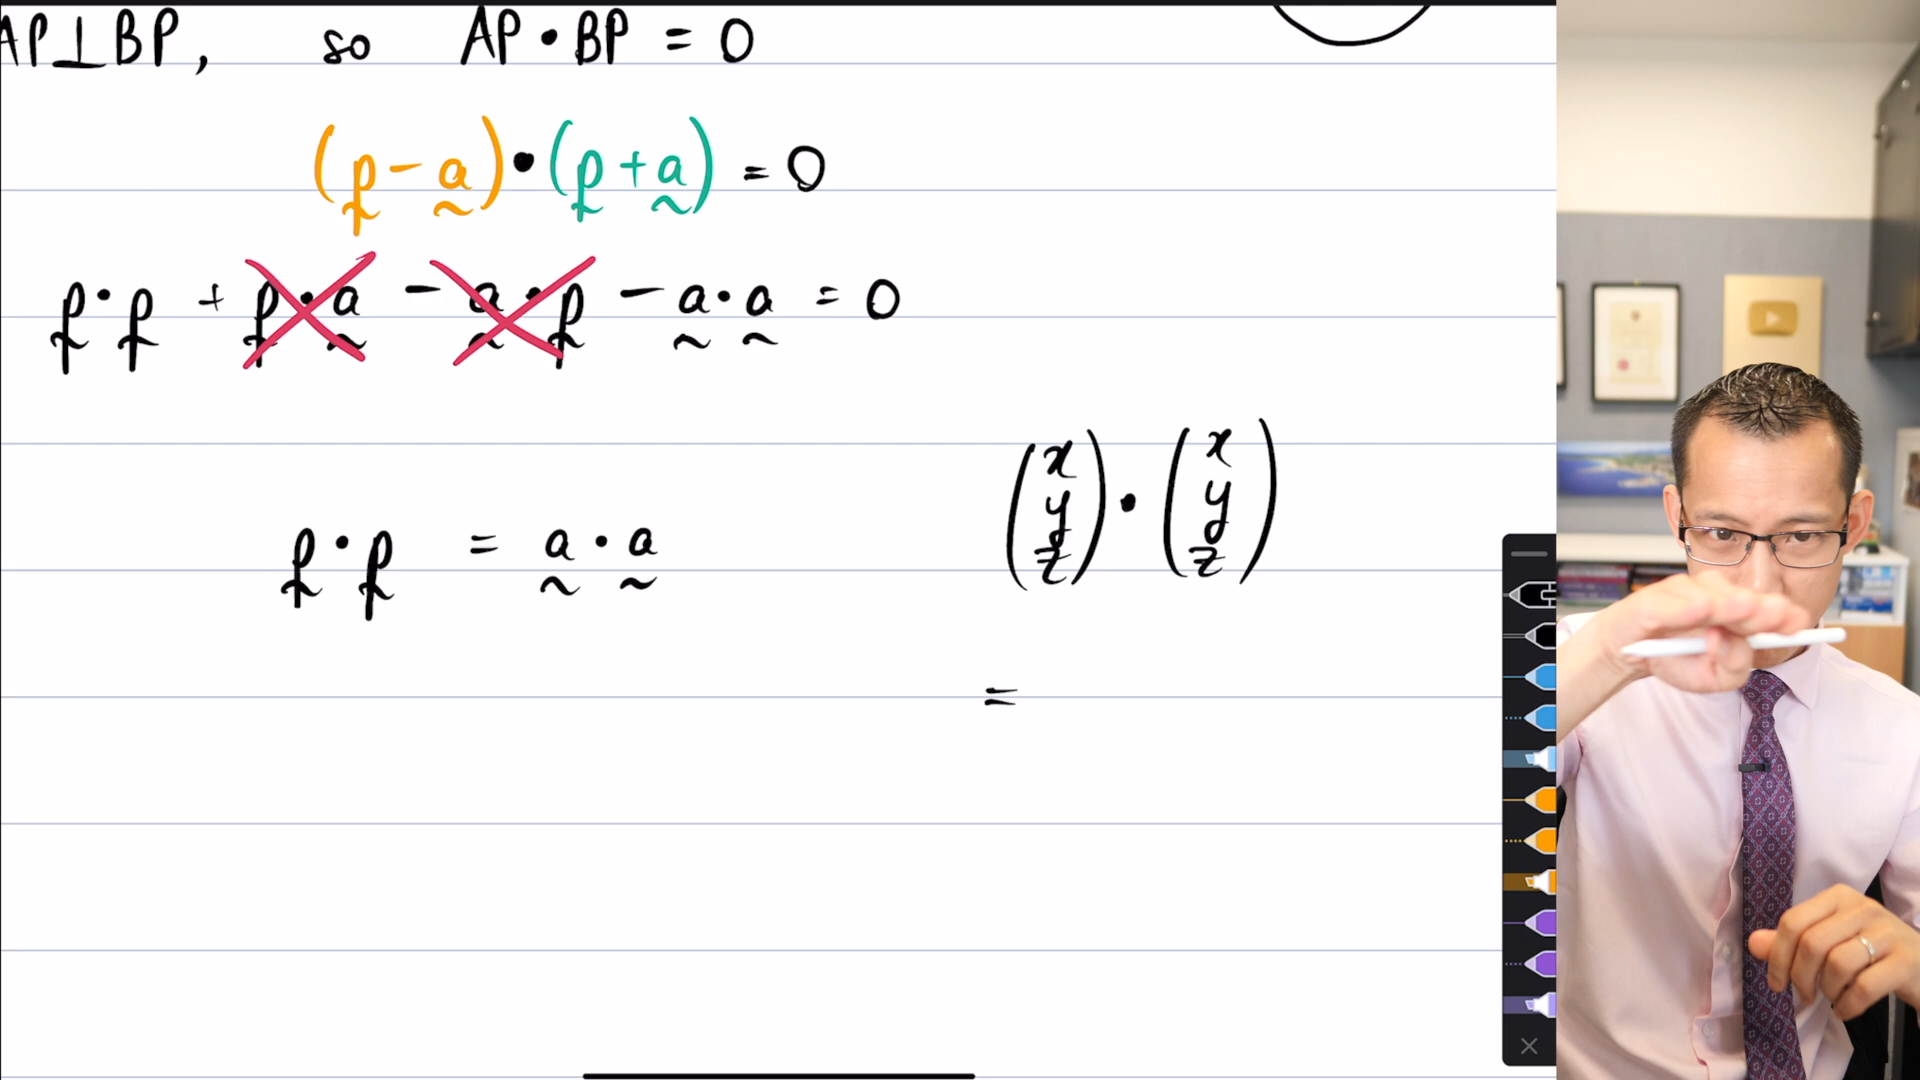 AP⊥BP, so AP • BP = 0
(p̰ - a̰) • (p̰ + a̰) = 0
p̰ · p̰ + p̰ · a̰ - a̰ · p̰ - a̰ · a̰ = 0
(x y z) • (x y z)
p̰ · p̰ = a̰ · a̰
=